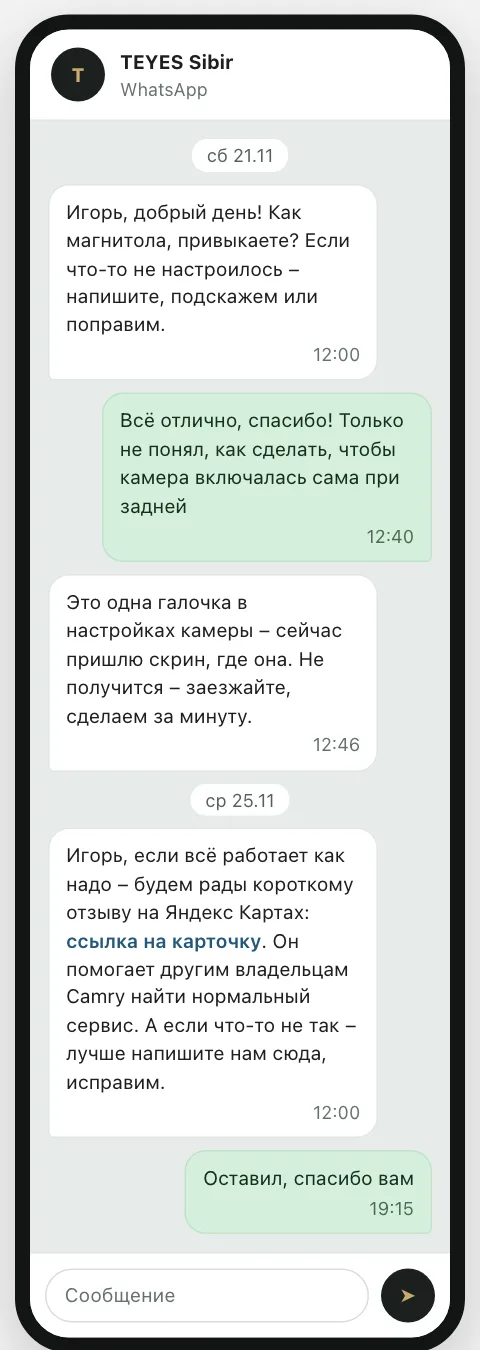 T
TEYES Sibir
WhatsApp
сб 21.11
Игорь, добрый день! Как
магнитола, привыкаете? Если
что-то не настроилось –
напишите, подскажем или
поправим.
12:00
Всё отлично, спасибо! Только
не понял, как сделать, чтобы
камера включалась сама при
задней
12:40
Это одна галочка в
настройках камеры – сейчас
пришлю скрин, где она. Не
получится – заезжайте,
сделаем за минуту.
12:46
ср 25.11
Игорь, если всё работает как
надо – будем рады короткому
отзыву на Яндекс Картах:
ссылка на карточку. Он
помогает другим владельцам
Camry найти нормальный
сервис. А если что-то не так –
лучше напишите нам сюда,
исправим.
12:00
Оставил, спасибо вам
19:15
Сообщение